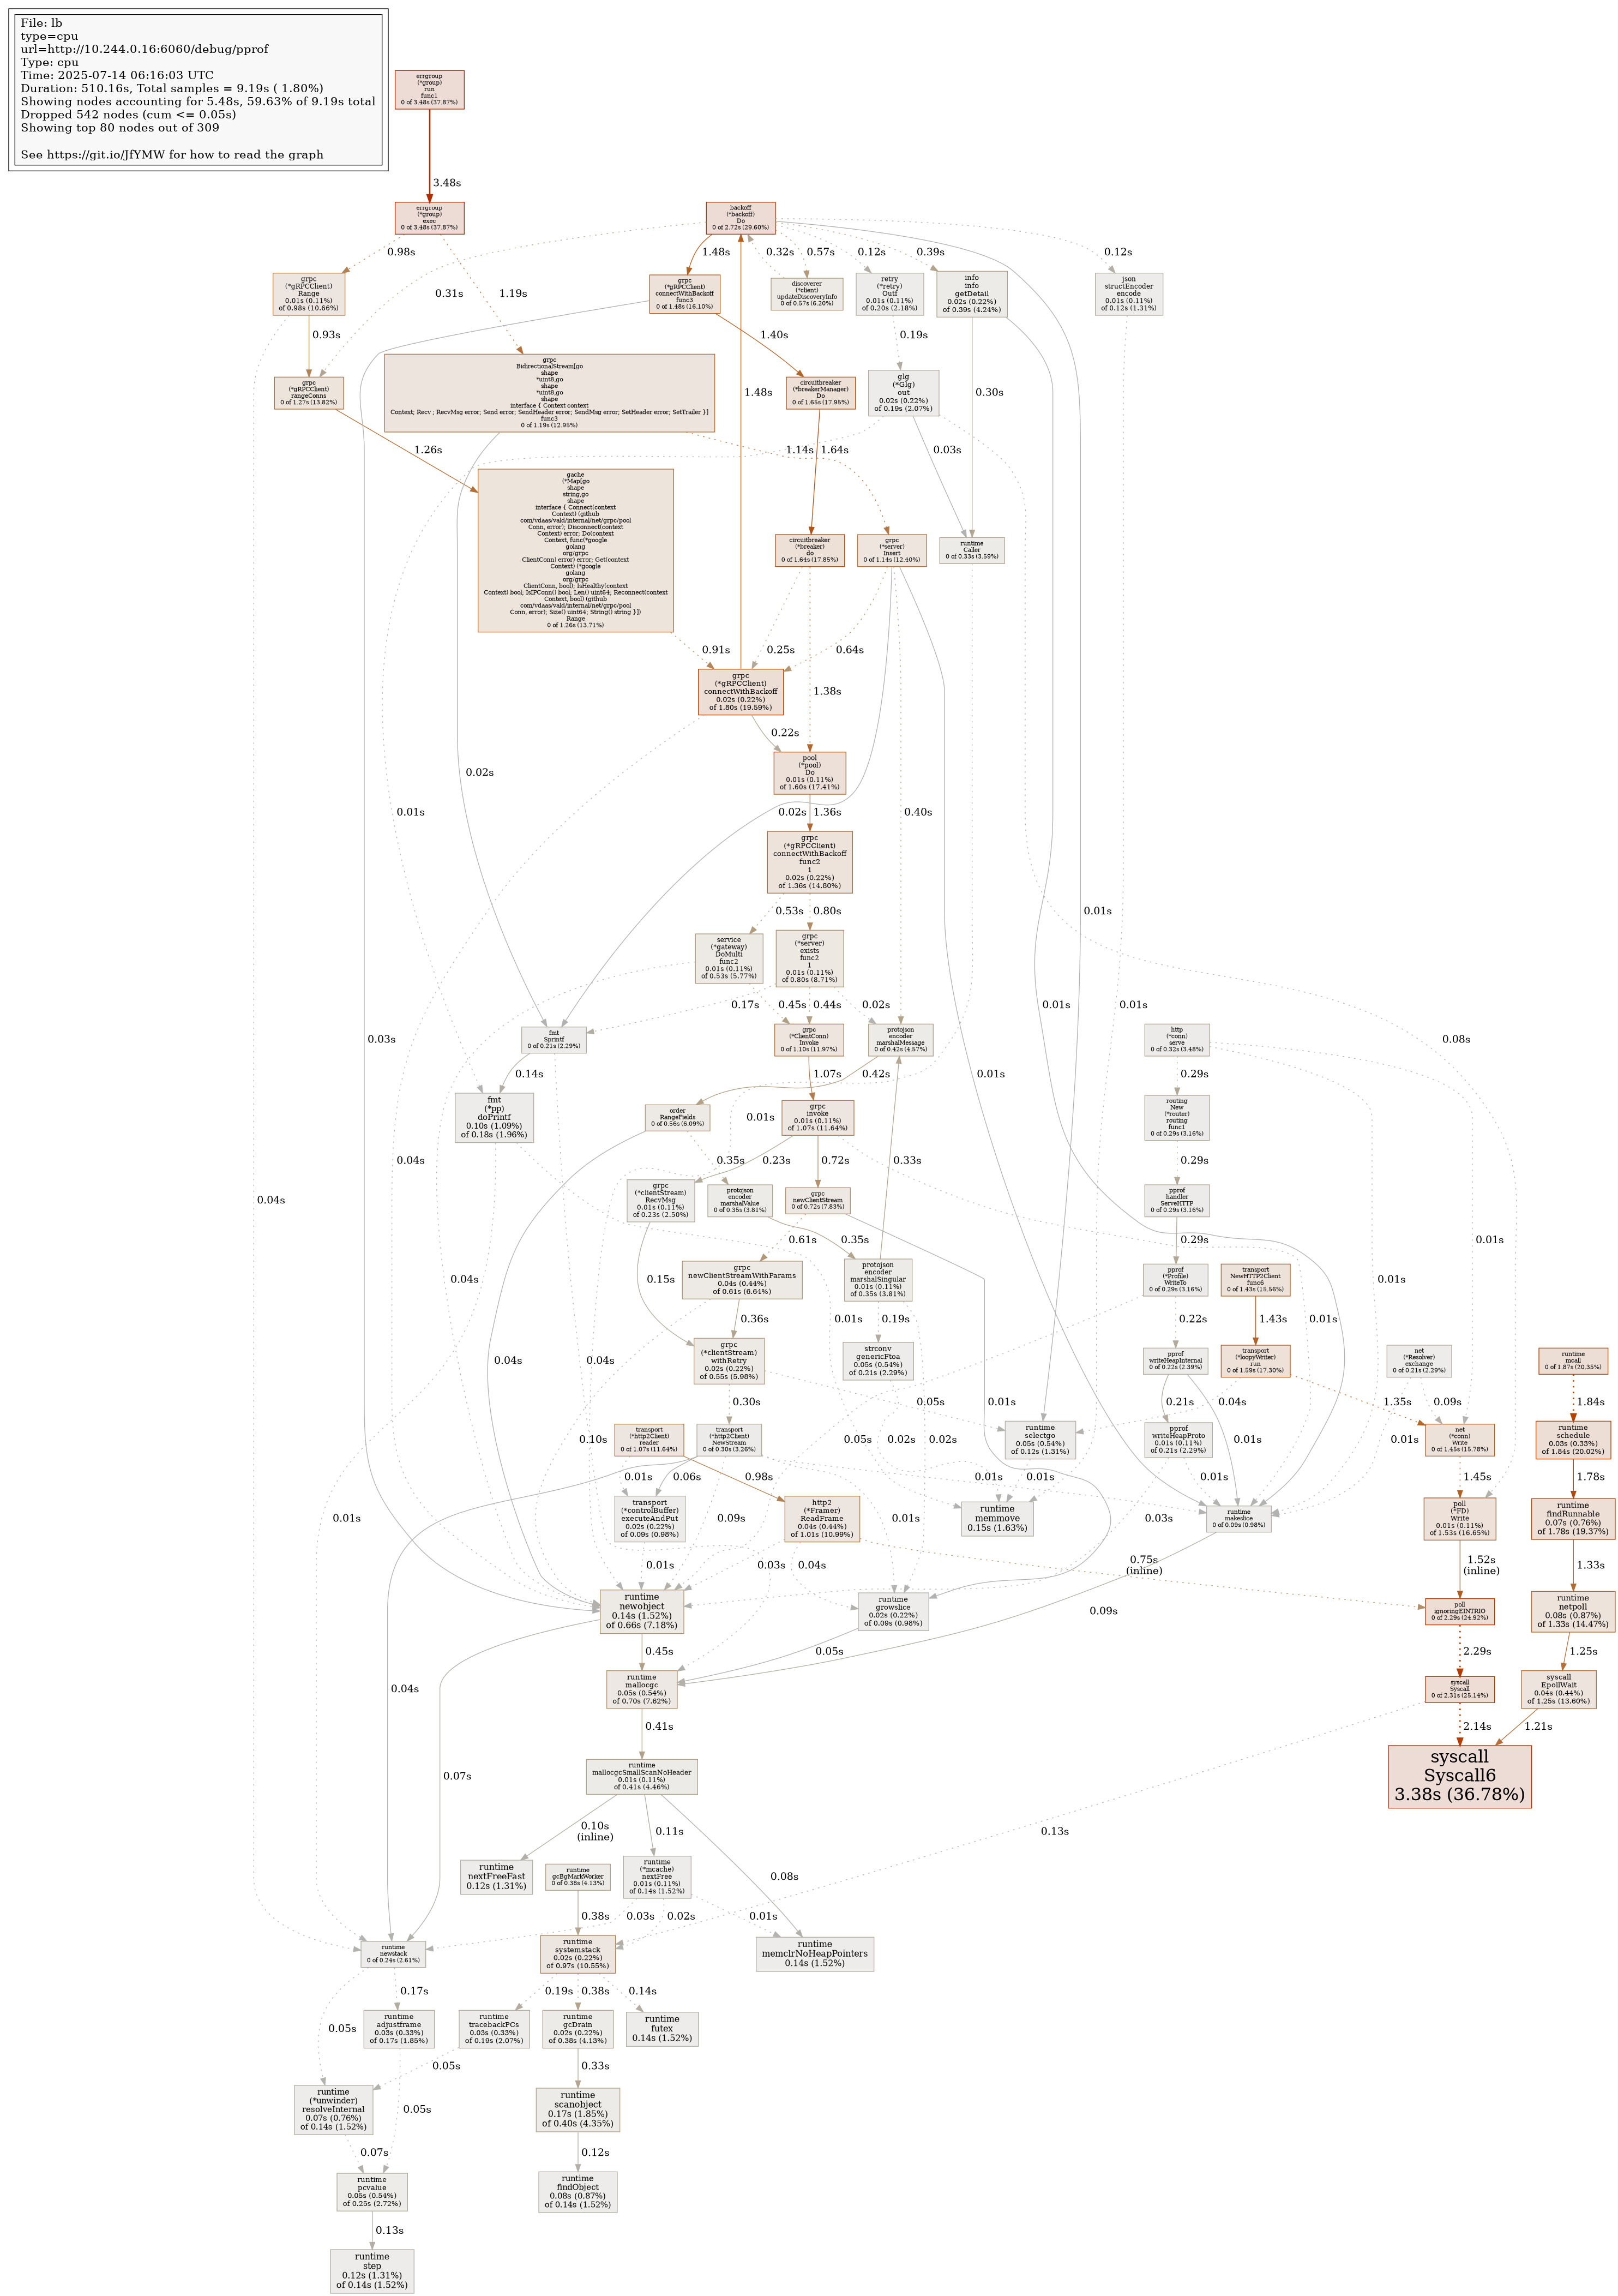 File: lb
type=cpu
url=http://10.244.0.16:6060/debug/pprof
Type: cpu
Time: 2025-07-14 06:16:03 UTC
Duration: 510.16s, Total samples = 9.19s ( 1.80%)
Showing nodes accounting for 5.48s, 59.63% of 9.19s total
Dropped 542 nodes (cum <= 0.05s)
Showing top 80 nodes out of 309
See https://git.io/JfYMW for how to read the graph
errgroup
(*group)
run
func1
0 of 3.48s (37.87%)
3.48s
errgroup
(*group)
exec
0 of 3.48s (37.87%)
backoff
(*backoff)
Do
0 of 2.72s (29.60%)
0.98s
1.48s
0.32s
0.57s
0.12s
0.39s
0.12s
grpc
(*gRPCClient)
Range
0.01s (0.11%)
of 0.98s (10.66%)
0.31s
1.19s
grpc
(*gRPCClient)
connectWithBackoff
func3
0 of 1.48s (16.10%)
discoverer
(*client)
updateDiscoveryInfo
0 of 0.57s (6.20%)
retry
(*retry)
Outf
0.01s (0.11%)
of 0.20s (2.18%)
info
info
getDetail
0.02s (0.22%)
of 0.39s (4.24%)
json
structEncoder
encode
0.01s (0.11%)
of 0.12s (1.31%)
0.93s
1.40s
0.19s
grpc
(*gRPCClient)
rangeConns
0 of 1.27s (13.82%)
grpc
BidirectionalStream[go
shape
*uint8,go
shape
*uint8,go
shape
interface { Context context
Context; Recv ; RecvMsg error; Send error; SendHeader error; SendMsg error; SetHeader error; SetTrailer }]
func3
0 of 1.19s (12.95%)
1.48s
circuitbreaker
(*breakerManager)
Do
0 of 1.65s (17.95%)
glg
(*Glg)
out
0.02s (0.22%)
of 0.19s (2.07%)
0.30s
1.26s
1.14s
1.64s
0.03s
gache
(*Map[go
shape
string,go
shape
interface { Connect(context
Context) (github
com/vdaas/vald/internal/net/grpc/pool
Conn, error); Disconnect(context
Context) error; Do(context
Context, func(*google
golang
org/grpc
ClientConn) error) error; Get(context
Context) (*google
golang
org/grpc
ClientConn, bool); IsHealthy(context
Context) bool; IsIPConn() bool; Len() uint64; Reconnect(context
Context, bool) (github
com/vdaas/vald/internal/net/grpc/pool
Conn, error); Size() uint64; String() string }])
Range
0 of 1.26s (13.71%)
circuitbreaker
(*breaker)
do
0 of 1.64s (17.85%)
grpc
(*server)
Insert
0 of 1.14s (12.40%)
runtime
Caller
0 of 0.33s (3.59%)
0.91s
0.25s
0.64s
grpc
(*gRPCClient)
connectWithBackoff
0.02s (0.22%)
of 1.80s (19.59%)
1.38s
0.22s
0.02s
pool
(*pool)
Do
0.01s (0.11%)
of 1.60s (17.41%)
0.01s
0.02s
1.36s
0.40s
grpc
(*gRPCClient)
connectWithBackoff
func2
1
0.02s (0.22%)
of 1.36s (14.80%)
0.01s
0.53s
0.80s
service
(*gateway)
DoMulti
func2
0.01s (0.11%)
of 0.53s (5.77%)
grpc
(*server)
exists
func2
1
0.01s (0.11%)
of 0.80s (8.71%)
0.17s
0.45s
0.44s
0.02s
0.01s
0.01s
0.03s
fmt
Sprintf
0 of 0.21s (2.29%)
grpc
(*ClientConn)
Invoke
0 of 1.10s (11.97%)
protojson
encoder
marshalMessage
0 of 0.42s (4.57%)
http
(*conn)
serve
0 of 0.32s (3.48%)
0.08s
0.14s
1.07s
0.42s
0.01s
0.29s
fmt
(*pp)
doPrintf
0.10s (1.09%)
of 0.18s (1.96%)
order
RangeFields
0 of 0.56s (6.09%)
0.01s
grpc
invoke
0.01s (0.11%)
of 1.07s (11.64%)
routing
New
(*router)
routing
func1
0 of 0.29s (3.16%)
0.04s
0.35s
0.23s
0.72s
0.33s
0.29s
0.04s
grpc
(*clientStream)
RecvMsg
0.01s (0.11%)
of 0.23s (2.50%)
protojson
encoder
marshalValue
0 of 0.35s (3.81%)
grpc
newClientStream
0 of 0.72s (7.83%)
pprof
handler
ServeHTTP
0 of 0.29s (3.16%)
0.61s
0.35s
0.29s
0.01s
0.04s
0.15s
grpc
newClientStreamWithParams
0.04s (0.44%)
of 0.61s (6.64%)
protojson
encoder
marshalSingular
0.01s (0.11%)
of 0.35s (3.81%)
pprof
(*Profile)
WriteTo
0 of 0.29s (3.16%)
transport
NewHTTP2Client
func6
0 of 1.43s (15.56%)
0.01s
0.36s
0.01s
0.19s
0.22s
1.43s
0.01s
0.04s
0.04s
grpc
(*clientStream)
withRetry
0.02s (0.22%)
of 0.55s (5.98%)
strconv
genericFtoa
0.05s (0.54%)
of 0.21s (2.29%)
pprof
writeHeapInternal
0 of 0.22s (2.39%)
transport
(*loopyWriter)
run
0 of 1.59s (17.30%)
net
(*Resolver)
exchange
0 of 0.21s (2.29%)
runtime
mcall
0 of 1.87s (20.35%)
0.30s
0.05s
0.01s
0.21s
0.04s
1.35s
0.09s
1.84s
0.10s
transport
(*http2Client)
reader
0 of 1.07s (11.64%)
transport
(*http2Client)
NewStream
0 of 0.30s (3.26%)
0.05s
0.02s
0.02s
runtime
selectgo
0.05s (0.54%)
of 0.12s (1.31%)
pprof
writeHeapProto
0.01s (0.11%)
of 0.21s (2.29%)
0.01s
0.01s
net
(*conn)
Write
0 of 1.45s (15.78%)
runtime
schedule
0.03s (0.33%)
of 1.84s (20.02%)
0.01s
0.06s
0.98s
0.01s
0.01s
0.01s
1.45s
1.78s
0.01s
transport
(*controlBuffer)
executeAndPut
0.02s (0.22%)
of 0.09s (0.98%)
0.09s
http2
(*Framer)
ReadFrame
0.04s (0.44%)
of 1.01s (10.99%)
0.01s
runtime
memmove
0.15s (1.63%)
0.03s
runtime
makeslice
0 of 0.09s (0.98%)
poll
(*FD)
Write
0.01s (0.11%)
of 1.53s (16.65%)
runtime
findRunnable
0.07s (0.76%)
of 1.78s (19.37%)
0.01s
0.03s
0.04s
0.75s
(inline)
1.52s
(inline)
1.33s
runtime
newobject
0.14s (1.52%)
of 0.66s (7.18%)
runtime
growslice
0.02s (0.22%)
of 0.09s (0.98%)
0.09s
poll
ignoringEINTRIO
0 of 2.29s (24.92%)
runtime
netpoll
0.08s (0.87%)
of 1.33s (14.47%)
0.45s
0.05s
2.29s
1.25s
0.04s
runtime
mallocgc
0.05s (0.54%)
of 0.70s (7.62%)
syscall
Syscall
0 of 2.31s (25.14%)
syscall
EpollWait
0.04s (0.44%)
of 1.25s (13.60%)
0.41s
2.14s
1.21s
0.07s
runtime
mallocgcSmallScanNoHeader
0.01s (0.11%)
of 0.41s (4.46%)
syscall
Syscall6
3.38s (36.78%)
0.10s
(inline)
0.11s
0.13s
0.08s
runtime
nextFreeFast
0.12s (1.31%)
runtime
gcBgMarkWorker
0 of 0.38s (4.13%)
runtime
(*mcache)
nextFree
0.01s (0.11%)
of 0.14s (1.52%)
0.38s
0.03s
0.02s
0.01s
runtime
newstack
0 of 0.24s (2.61%)
runtime
systemstack
0.02s (0.22%)
of 0.97s (10.55%)
runtime
memclrNoHeapPointers
0.14s (1.52%)
0.17s
0.19s
0.38s
0.14s
0.05s
runtime
adjustframe
0.03s (0.33%)
of 0.17s (1.85%)
runtime
tracebackPCs
0.03s (0.33%)
of 0.19s (2.07%)
runtime
gcDrain
0.02s (0.22%)
of 0.38s (4.13%)
runtime
futex
0.14s (1.52%)
0.05s
0.33s
runtime
(*unwinder)
resolveInternal
0.07s (0.76%)
of 0.14s (1.52%)
0.05s
runtime
scanobject
0.17s (1.85%)
of 0.40s (4.35%)
0.07s
0.12s
runtime
pcvalue
0.05s (0.54%)
of 0.25s (2.72%)
runtime
findObject
0.08s (0.87%)
of 0.14s (1.52%)
0.13s
runtime
step
0.12s (1.31%)
of 0.14s (1.52%)